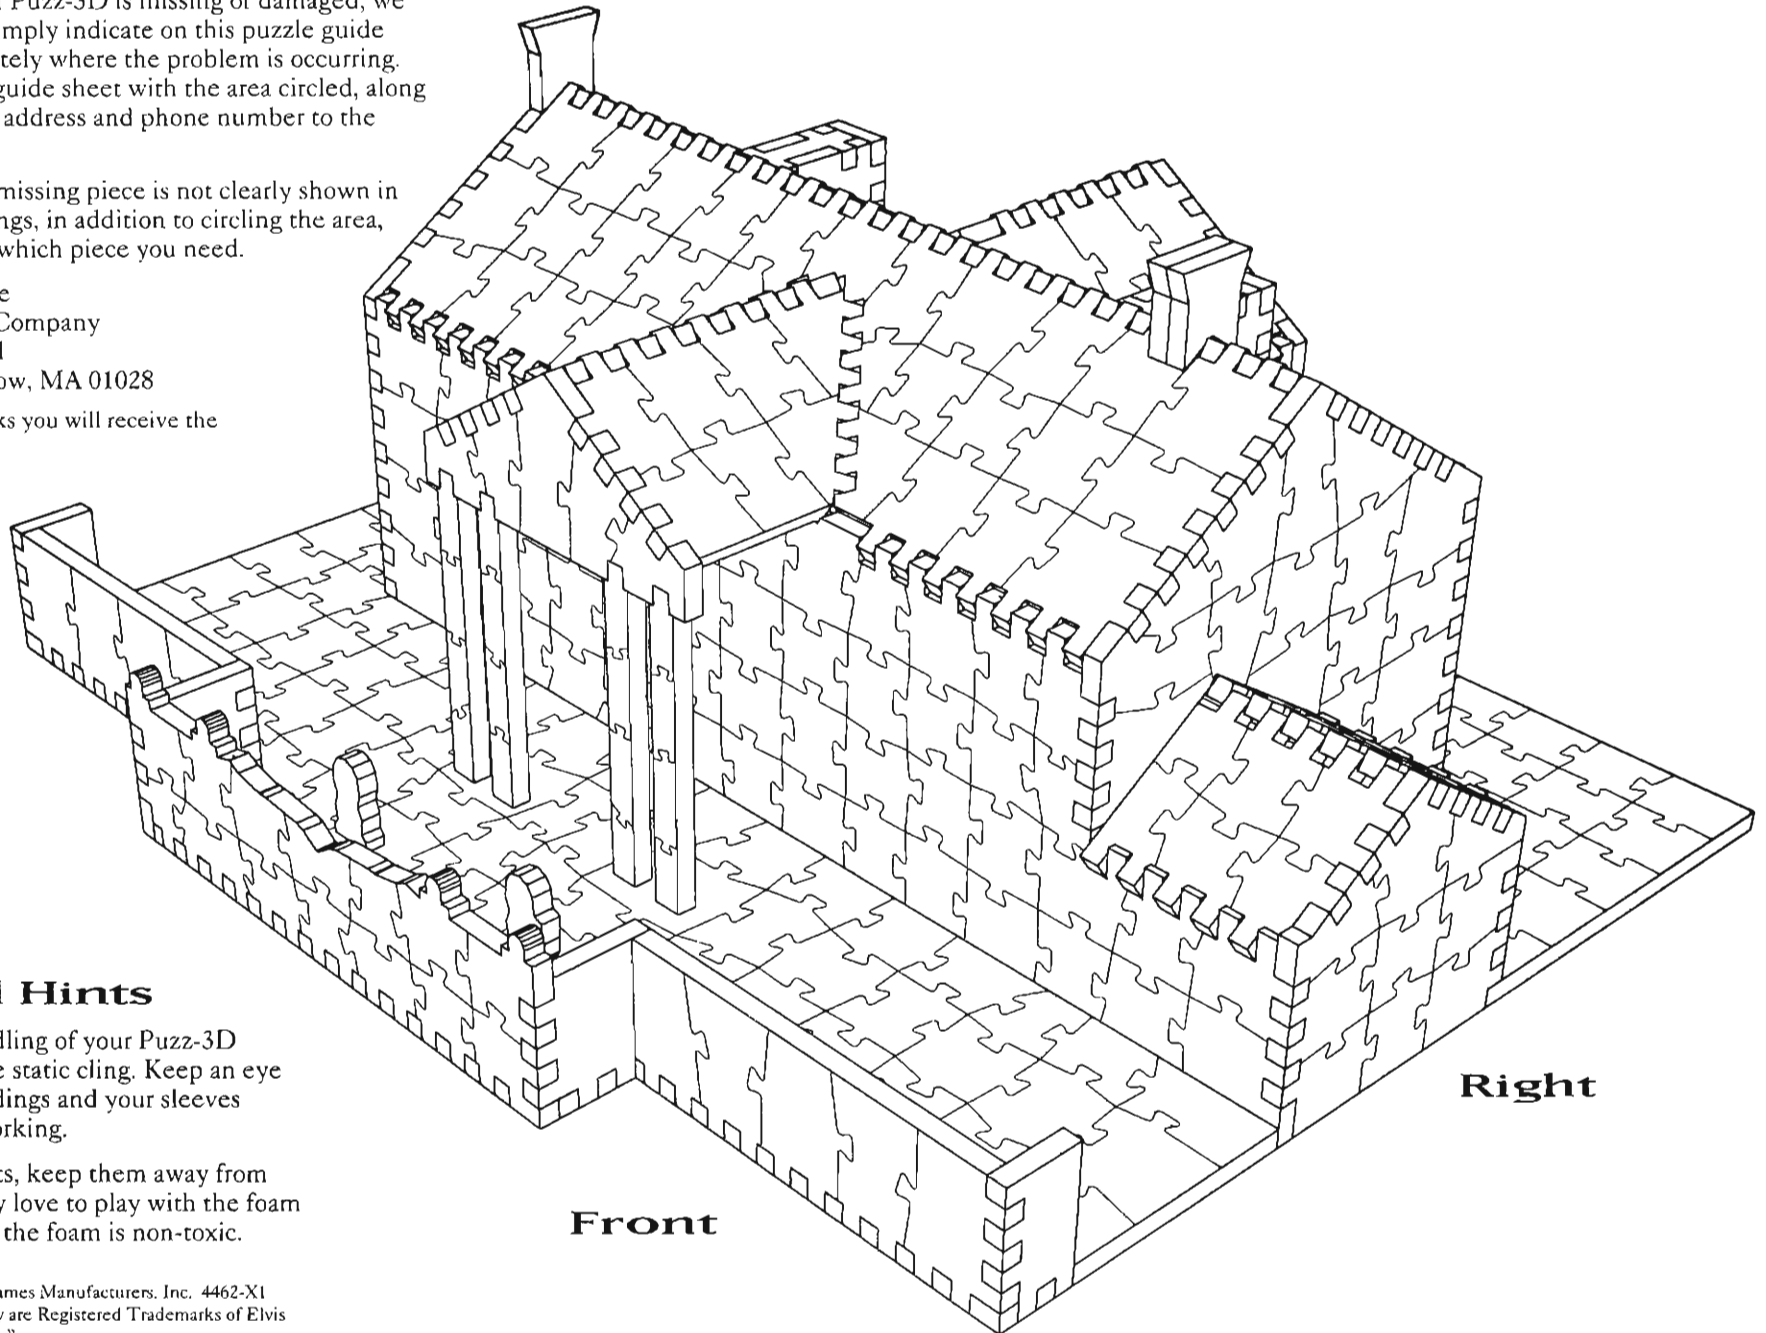 Puzz-3D is missing or damaged, we
mply indicate on this puzzle guide
tely where the problem is occurring.
guide sheet with the area circled, along
address and phone number to the
missing piece is not clearly shown in
ngs, in addition to circling the area,
which piece you need.
e
Company
ow, MA 01028
ks you will receive the
Hints
lling of your Puzz-3D
e static cling. Keep an eye
lings and your sleeves
orking.
ts, keep them away from
y love to play with the foam
the foam is non-toxic.
ames Manufacturers. Inc. 4462-X1
y are Registered Trademarks of Elvis
Front
Right